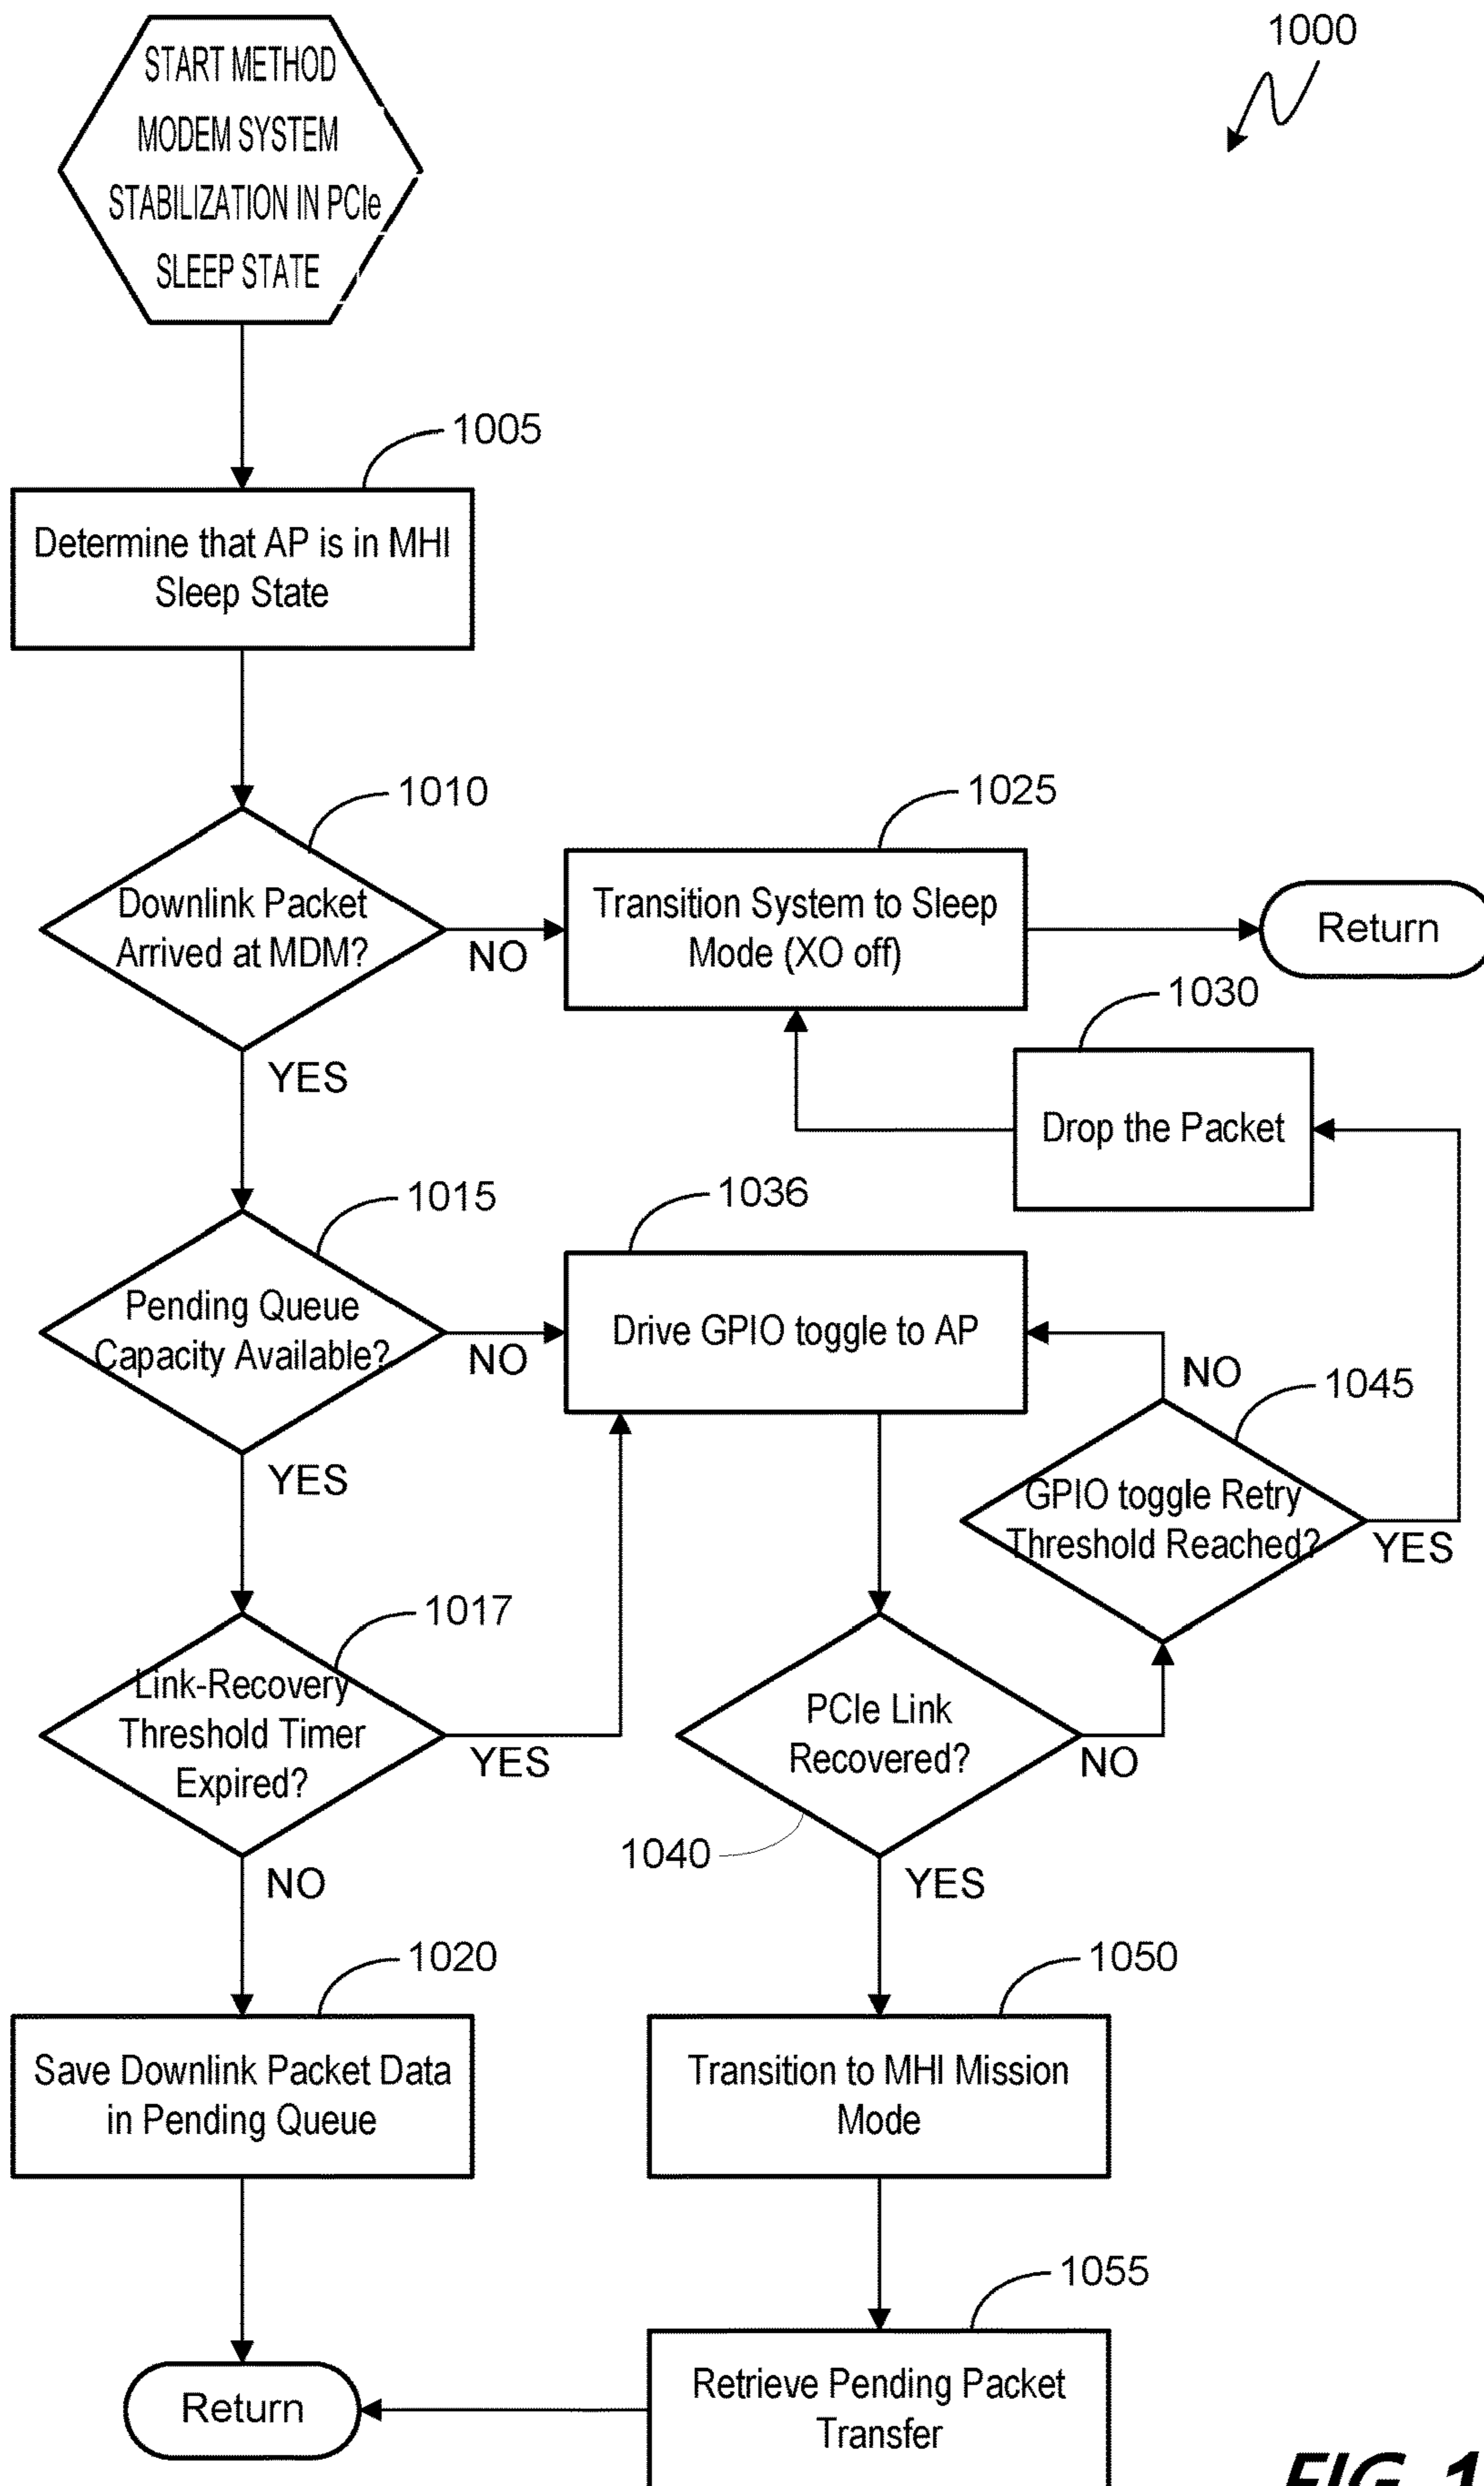 1000
START METHOD
MODEM SYSTEM
STABILIZATION IN PCIe
SLEEP STATE
1005
Determine that AP is in MHI
Sleep State
1010
Downlink Packet
Arrived at MDM?
NO
YES
1025
Transition System to Sleep
Mode (XO off)
Return
1030
Drop the Packet
1015
Pending Queue
Capacity Available?
NO
YES
1036
Drive GPIO toggle to AP
NO
1045
GPIO toggle Retry
Threshold Reached?
YES
1017
Link-Recovery
Threshold Timer
Expired?
YES
NO
PCIe Link
Recovered?
NO
1040
YES
1020
Save Downlink Packet Data
in Pending Queue
1050
Transition to MHI Mission
Mode
1055
Retrieve Pending Packet
Transfer
Return